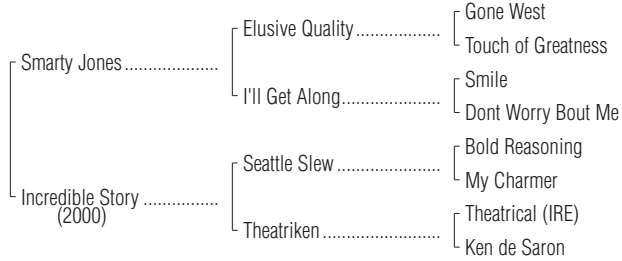 Gone West
Elusive Quality
Touch of Greatness
Smarty Jones
Smile
I'll Get Along
Dont Worry Bout Me
Bold Reasoning
Seattle Slew
My Charmer
Incredible Story
(2000)
Theatrical (IRE)
Theatriken
Ken de Saron